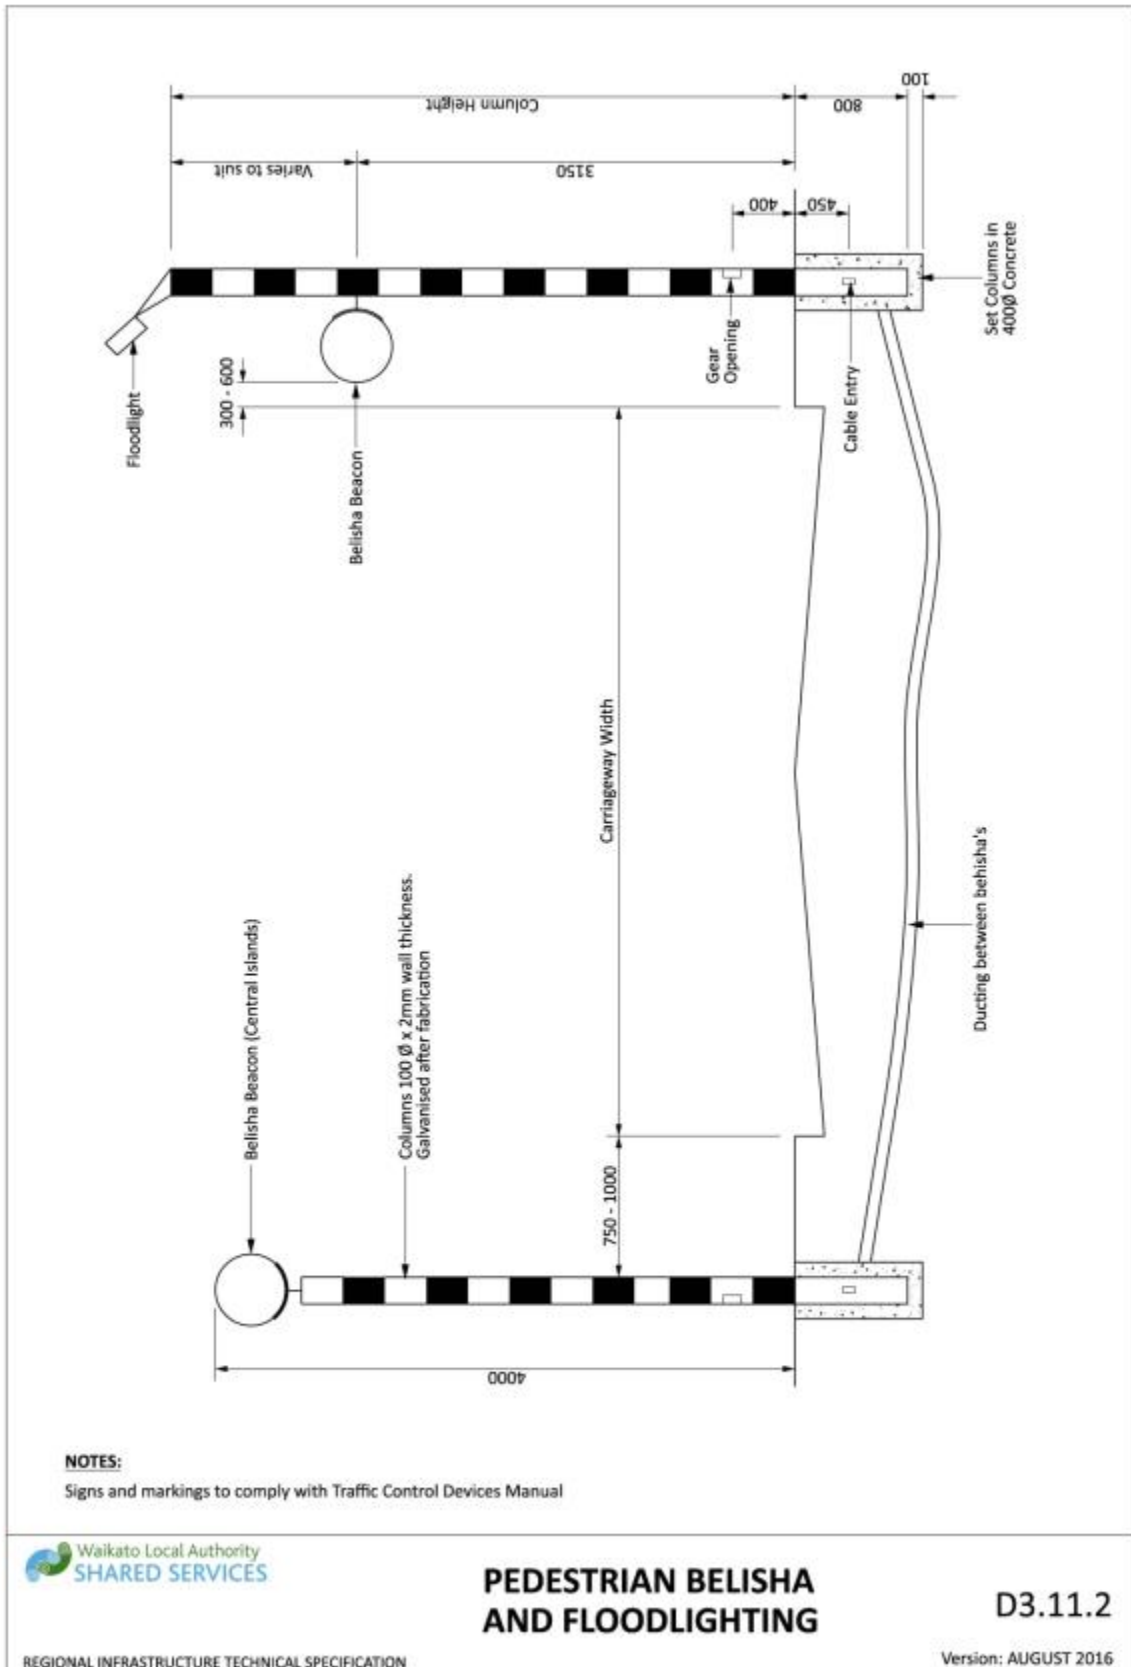 Column Height
800
100
Varies to suit
3150
400
450
Floodlight
300 - 600
Belisha Beacon
Gear
Opening
Cable Entry
Set Columns in
400Ø Concrete
Carriageway Width
Belisha Beacon (Central Islands)
Columns 100 Ø x 2mm wall thickness.
Galvanised after fabrication
Ducting between behisha's
750 - 1000
4000
NOTES:
Signs and markings to comply with Traffic Control Devices Manual
Waikato Local Authority
SHARED SERVICES
PEDESTRIAN BELISHA
AND FLOODLIGHTING
D3.11.2
REGIONAL INFRASTRUCTURE TECHNICAL SPECIFICATION
Version: AUGUST 2016